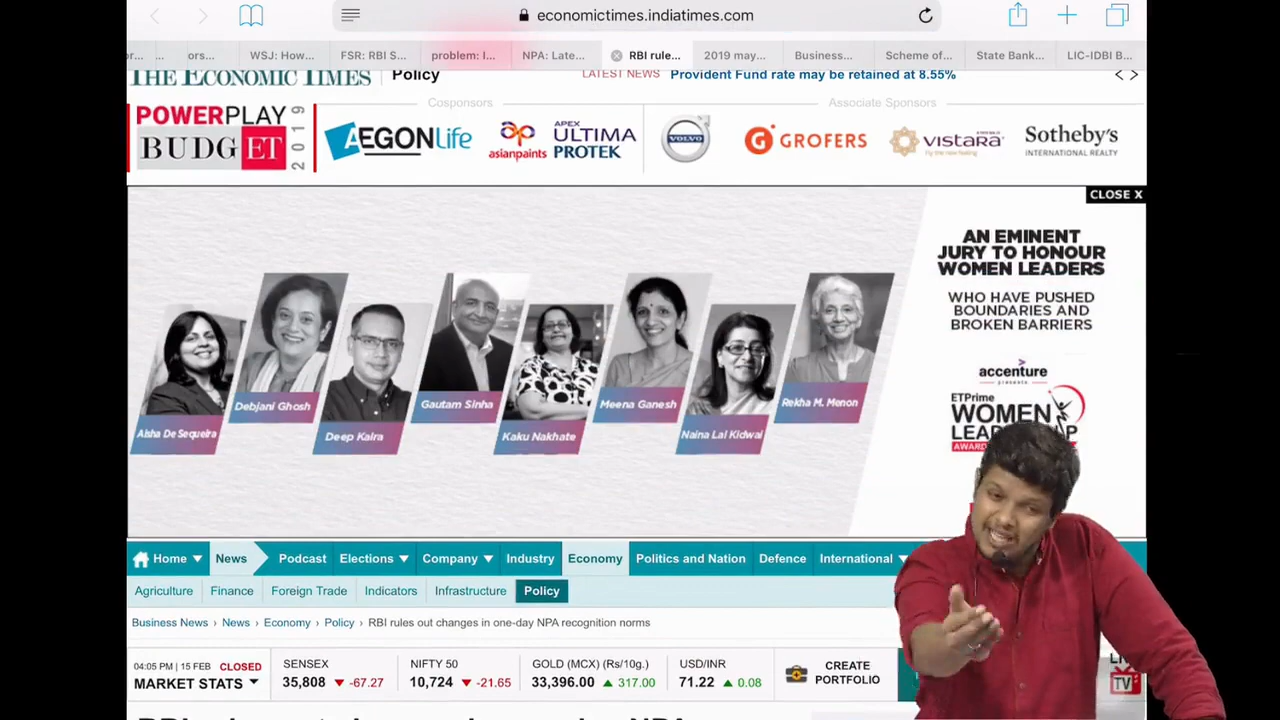 economictimes.indiatimes.com
ors...
WSJ: How...
FSR: RBI S...
problem: I...
NPA: Late...
RBI rule...
2019 may...
Business...
Scheme of...
State Bank...
LIC-IDBI B...
THE ECONOMIC TIMES
Policy
LATEST NEWS
Provident Fund rate may be retained at 8.55%
Cosponsors
Associate Sponsors
POWERPLAY
BUDGET
2019
AEGONLife
asianpaints
APEX
ULTIMA
PROTEK
VOLVO
GROFERS
vistara
Sotheby's
INTERNATIONAL REALTY
CLOSE X
AN EMINENT
JURY TO HONOUR
WOMEN LEADERS
WHO HAVE PUSHED
BOUNDARIES AND
BROKEN BARRIERS
accenture
presents
ETPrime
WOMEN
Aisha De Sequeira
Debjani Ghosh
Deep Kalra
Gautam Sinha
Kaku Nakhate
Meena Ganesh
Naina Lal Kidwai
Rekha M. Menon
Home
News
Podcast
Elections
Company
Industry
Economy
Politics and Nation
Defence
International
Agriculture
Finance
Foreign Trade
Indicators
Infrastructure
Policy
Business News › News › Economy › Policy › RBI rules out changes in one-day NPA recognition norms
04:05 PM | 15 FEB CLOSED
MARKET STATS
SENSEX
35,808 ▼ -67.27
NIFTY 50
10,724 ▼ -21.65
GOLD (MCX) (Rs/10g.)
33,396.00 ▲ 317.00
USD/INR
71.22 ▲ 0.08
CREATE
PORTFOLIO
TV